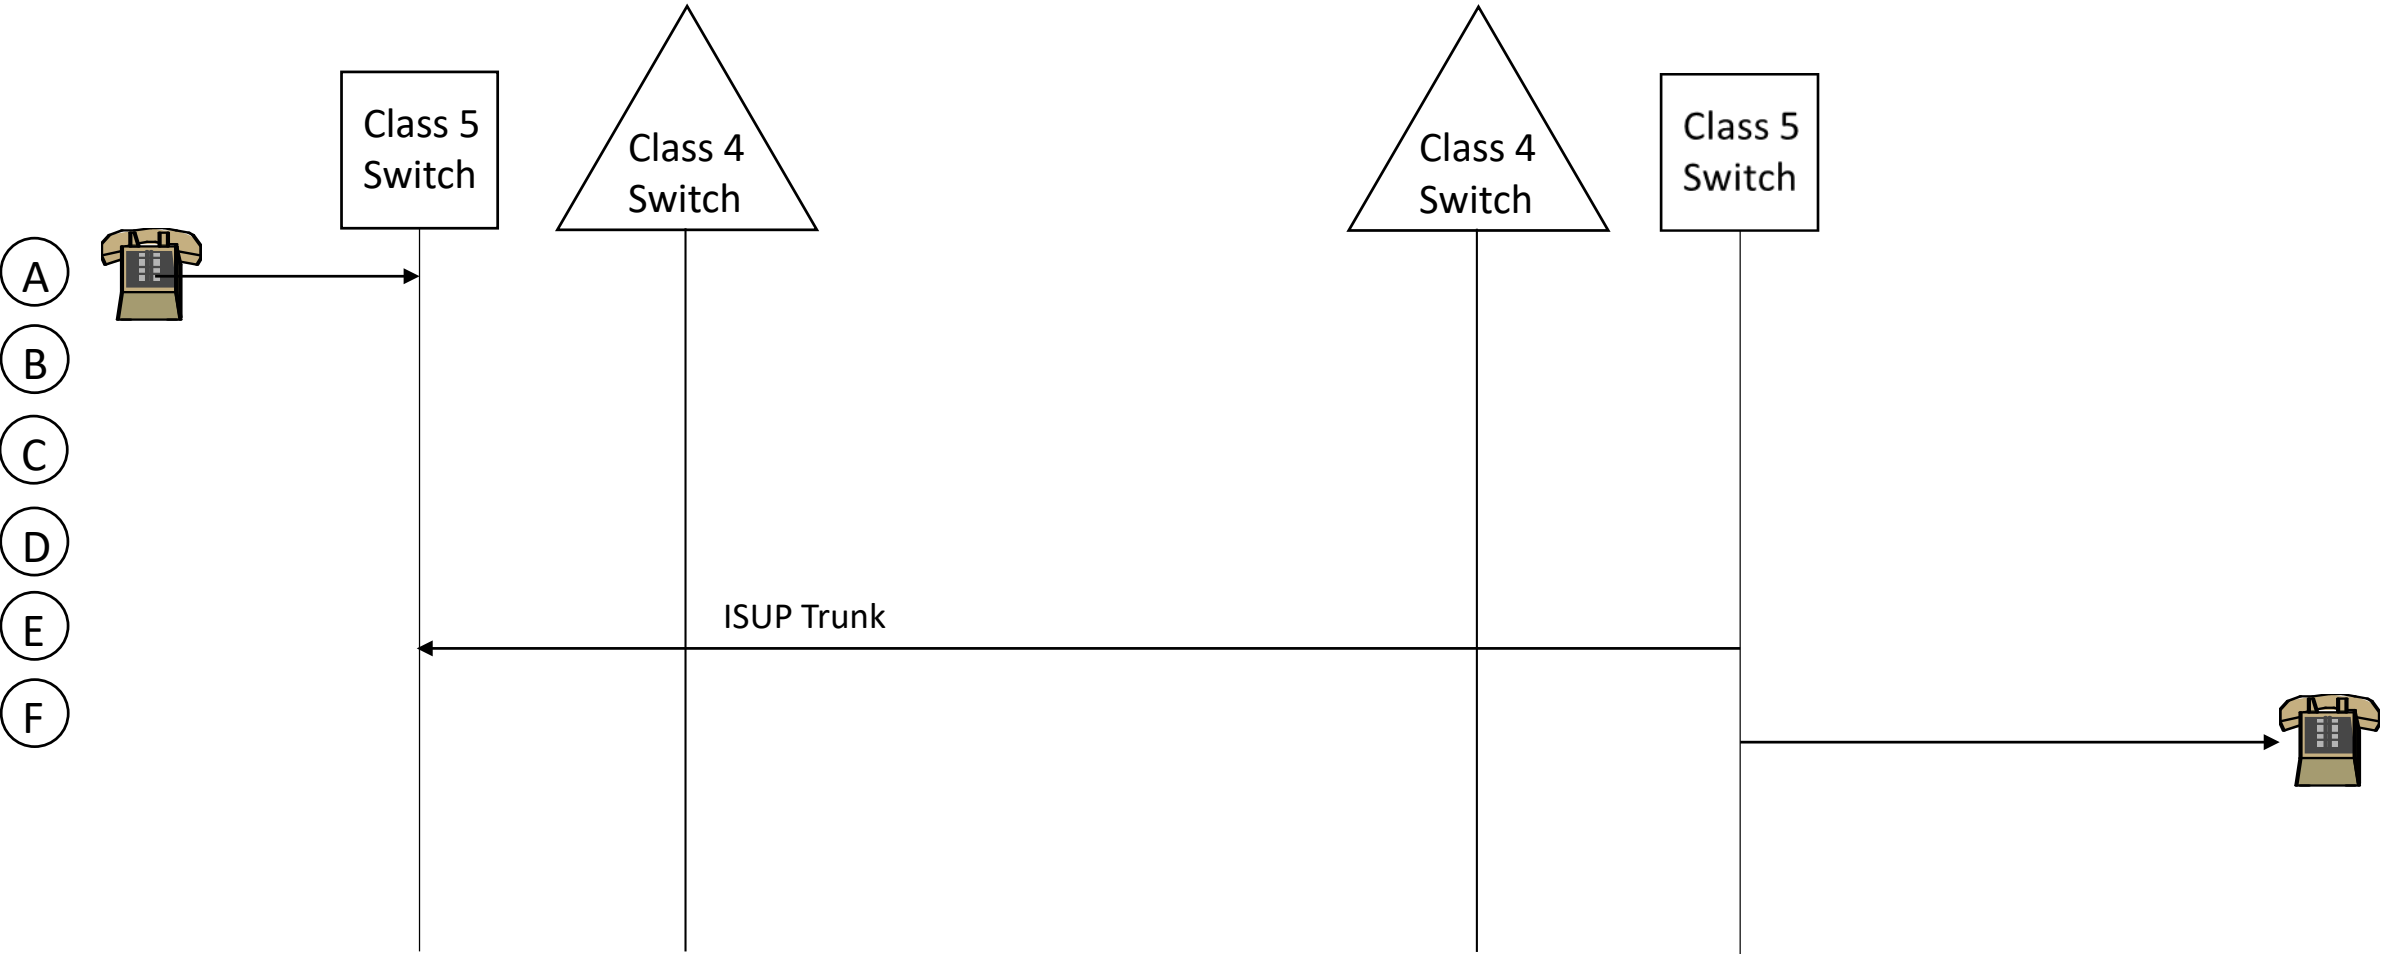 Class 5
Switch
Class 4
Switch
Class 4
Switch
Class 5
Switch
A
B
C
D
E
ISUP Trunk
F